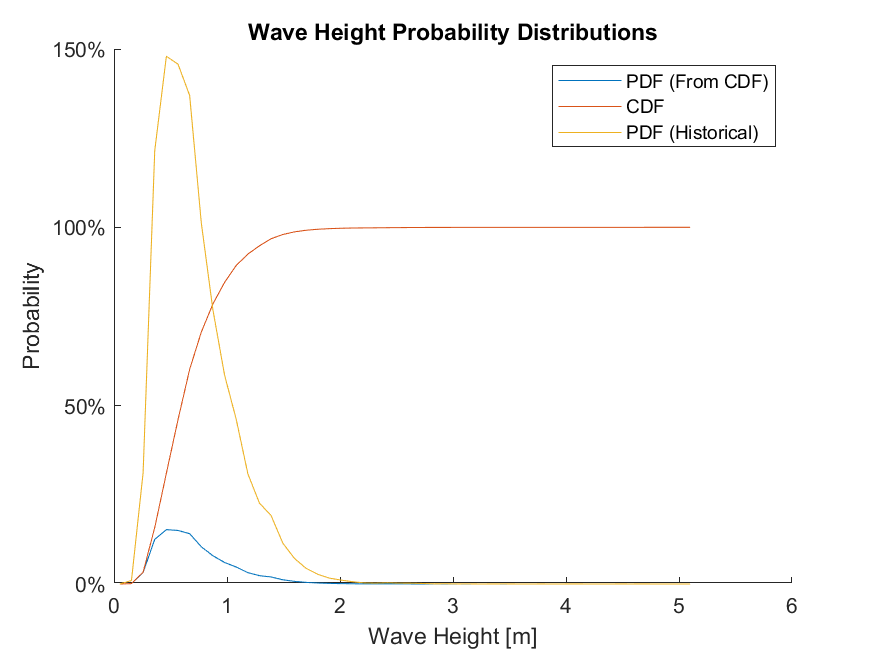 Wave Height Probability Distributions
150%
PDF (From CDF)
CDF
PDF (Historical)
100%
Probability
50%
0%
0 1 2 3 4 5 6
Wave Height [m]